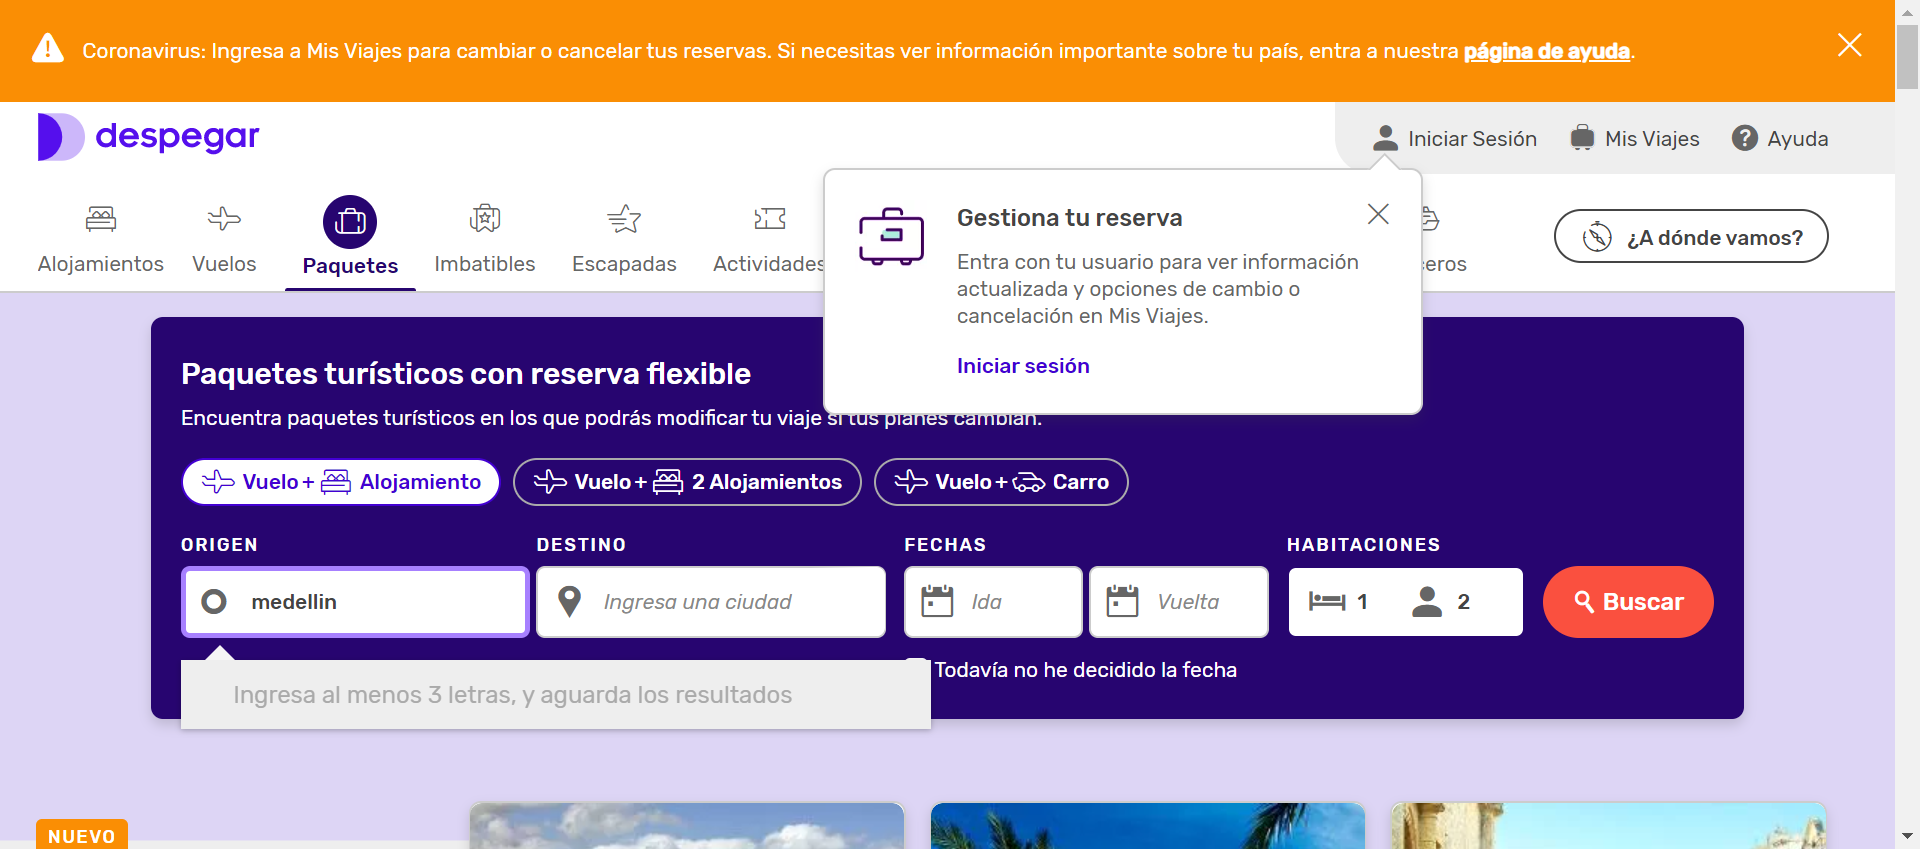 Coronavirus: Ingresa a Mis Viajes para cambiar o cancelar tus reservas. Si necesitas ver información importante sobre tu país, entra a nuestra página de ayuda.
despegar
Iniciar Sesión
Mis Viajes
Ayuda
Alojamientos
Vuelos
Paquetes
Imbatibles
Escapadas
Actividades
ceros
¿A dónde vamos?
Gestiona tu reserva
Entra con tu usuario para ver información
actualizada y opciones de cambio o
cancelación en Mis Viajes.
Iniciar sesión
Paquetes turísticos con reserva flexible
Encuentra paquetes turísticos en los que podrás modificar tu viaje si tus planes cambian.
Vuelo + Alojamiento
Vuelo + 2 Alojamientos
Vuelo + Carro
ORIGEN
DESTINO
FECHAS
HABITACIONES
medellin
Ingresa una ciudad
Ida
Vuelta
1
2
Buscar
Todavía no he decidido la fecha
Ingresa al menos 3 letras, y aguarda los resultados
NUEVO